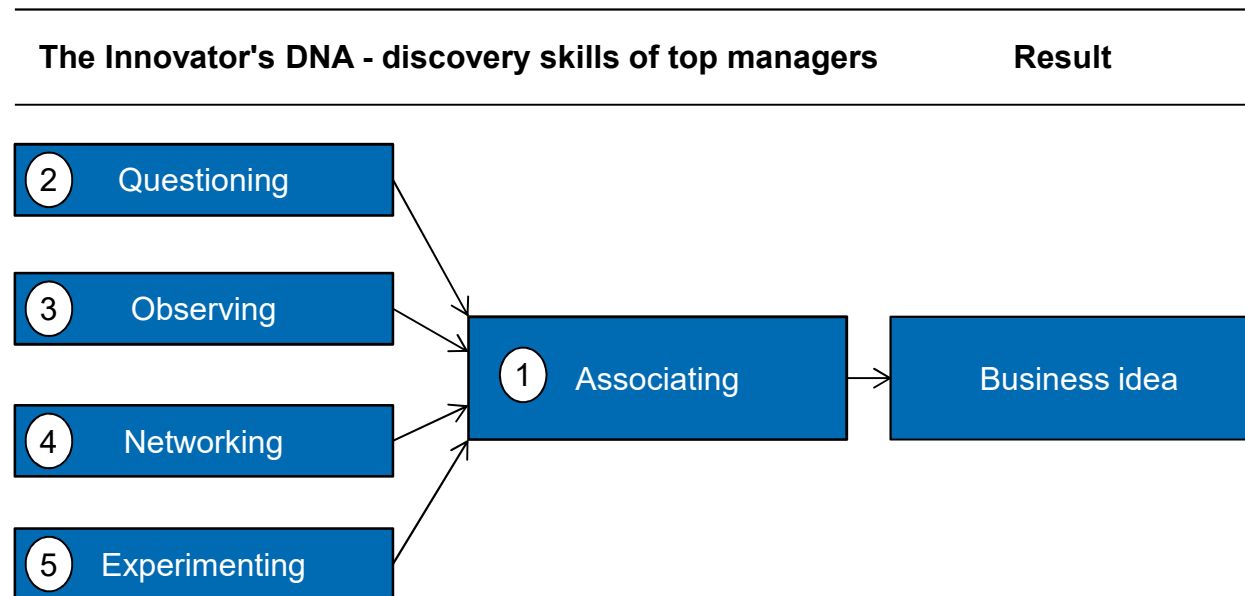 The Innovator's DNA - discovery skills of top managers
Result
2 Questioning
3 Observing
4 Networking
5 Experimenting
1 Associating
Business idea